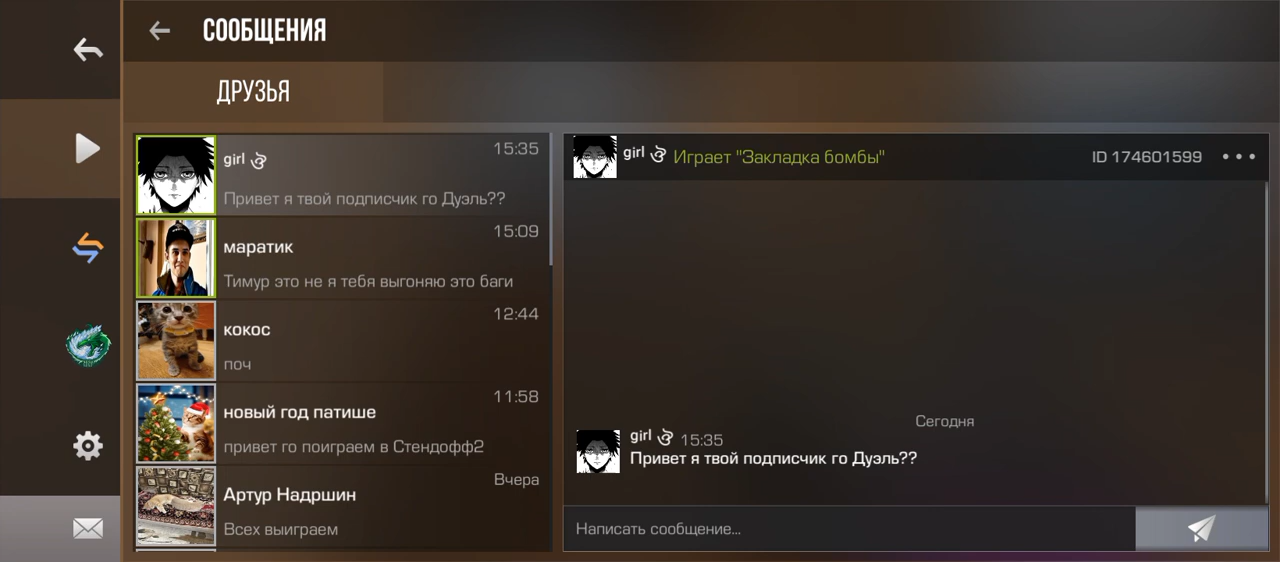 СООБЩЕНИЯ
ДРУЗЬЯ
girl
15:35
Привет я твой подписчик го Дуэль??
маратик
15:09
Тимур это не я тебя выгоняю это баги
кокос
12:44
поч
новый год патише
11:58
привет го поиграем в Стендофф2
Артур Надршин
Вчера
Всех выиграем
girl ঔ Играет "Закладка бомбы"
ID 174601599
Сегодня
girl ঔ 15:35
Привет я твой подписчик го Дуэль??
Написать сообщение...